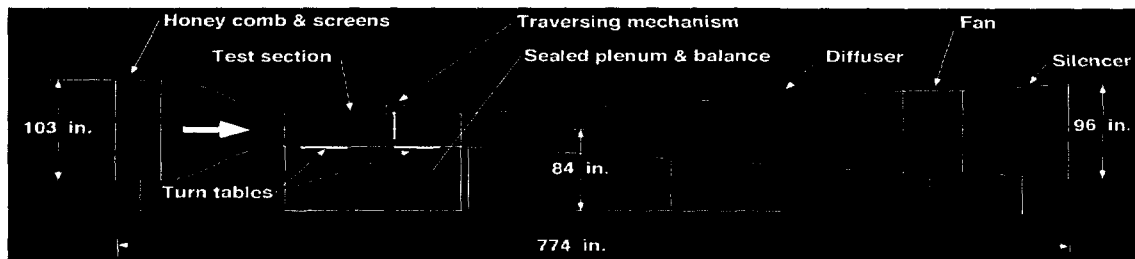 Honey comb & screens
Traversing mechanism
Fan
Test section
Sealed plenum & balance
Diffuser
Silencer
103 in.
96 in.
84 in.
Turn tables
774 in.